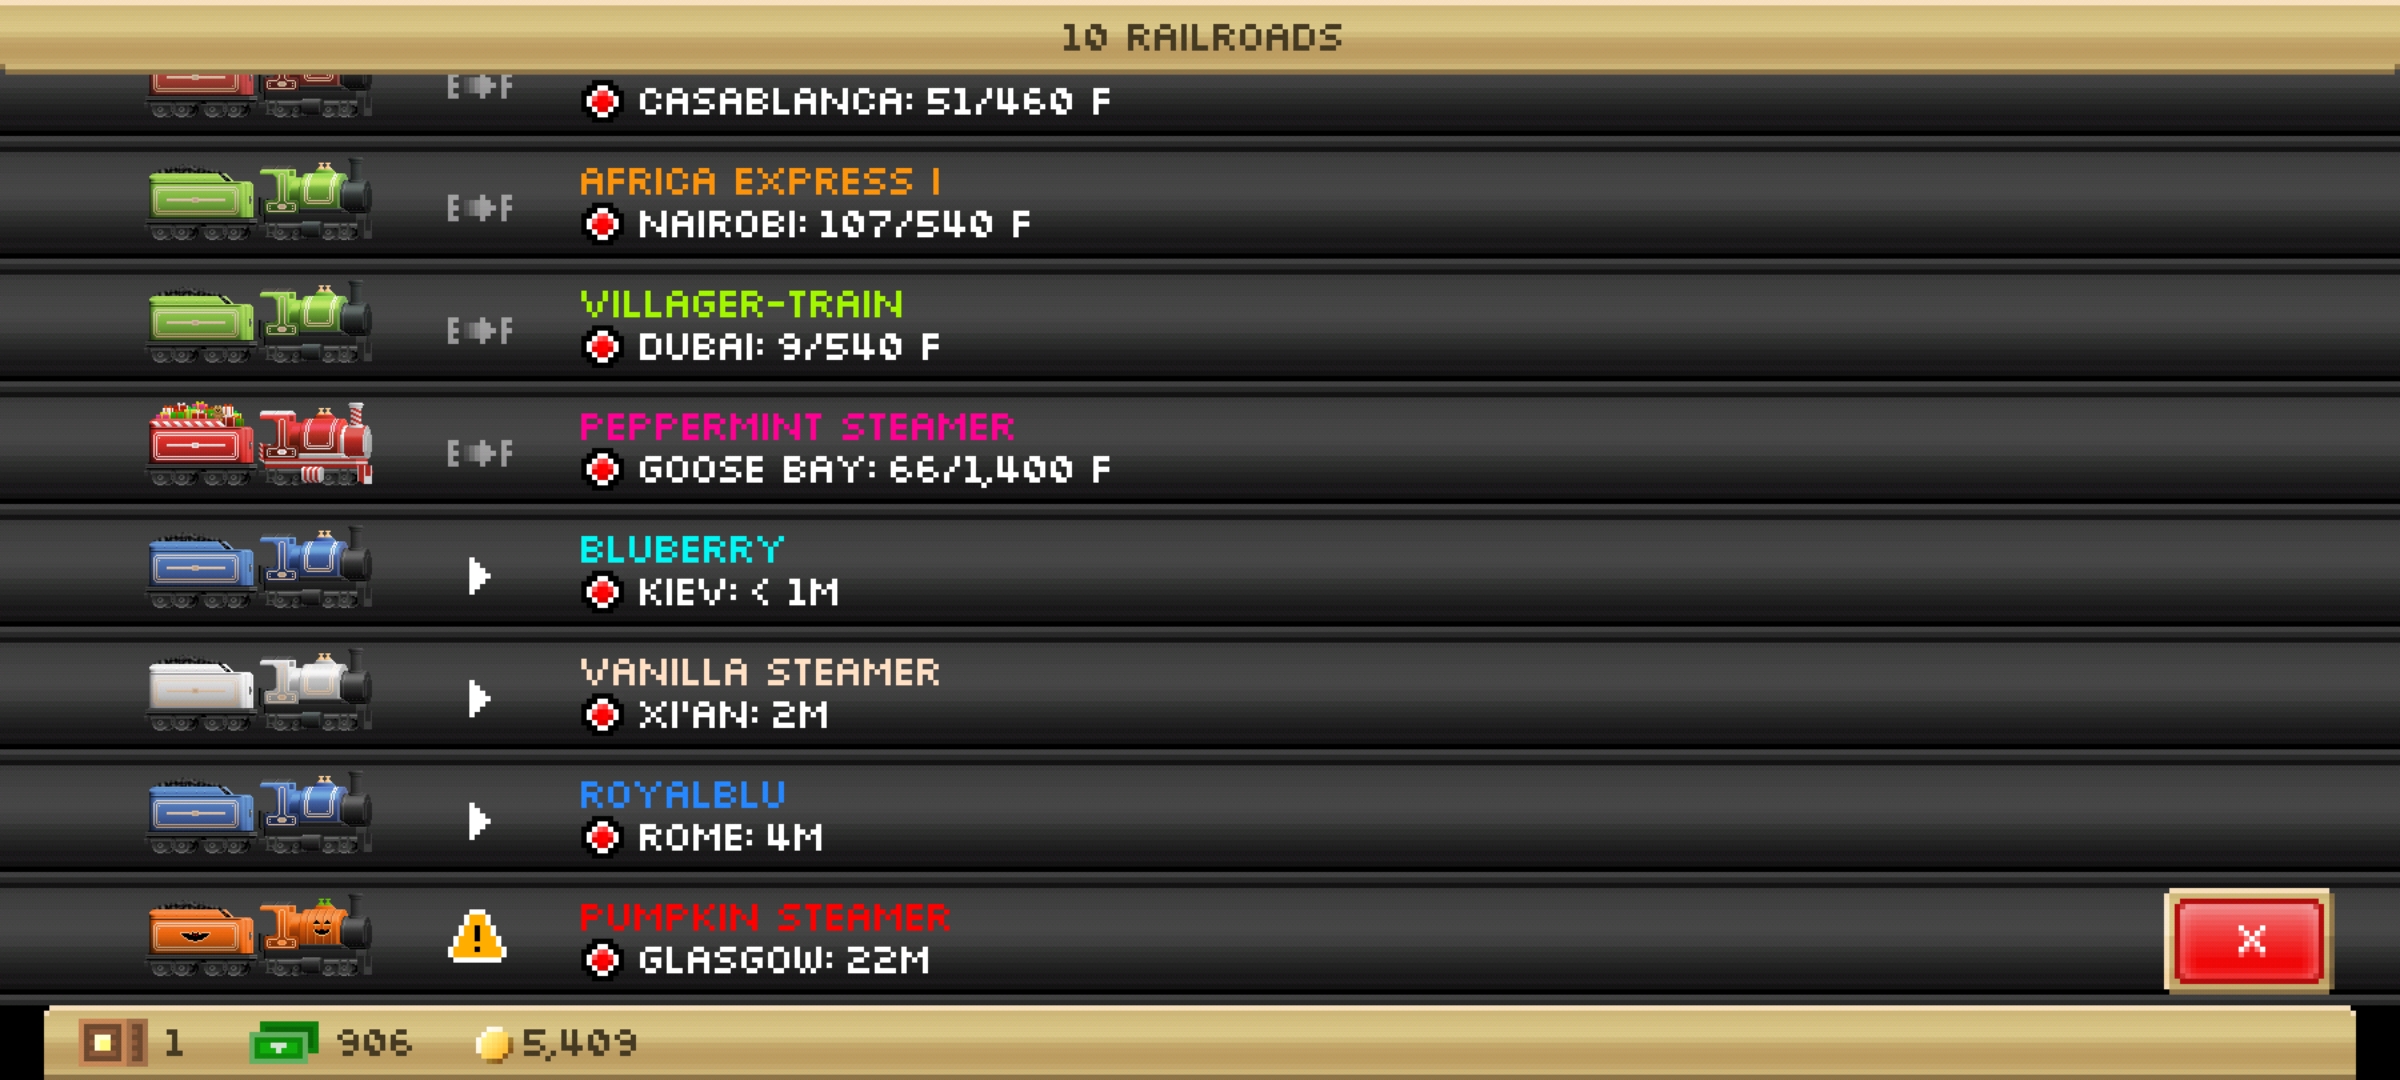 10 RAILROADS
E F
CASABLANCA: 51/460 F
AFRICA EXPRESS I
E F
NAIROBI: 107/540 F
VILLAGER-TRAIN
E F
DUBAI: 9/540 F
PEPPERMINT STEAMER
E F
GOOSE BAY: 66/1,400 F
BLUBERRY
KIEV: < 1M
VANILLA STEAMER
XI'AN: 2M
ROYALBLU
ROME: 4M
PUMPKIN STEAMER
GLASGOW: 22M
X
1 906 5,409